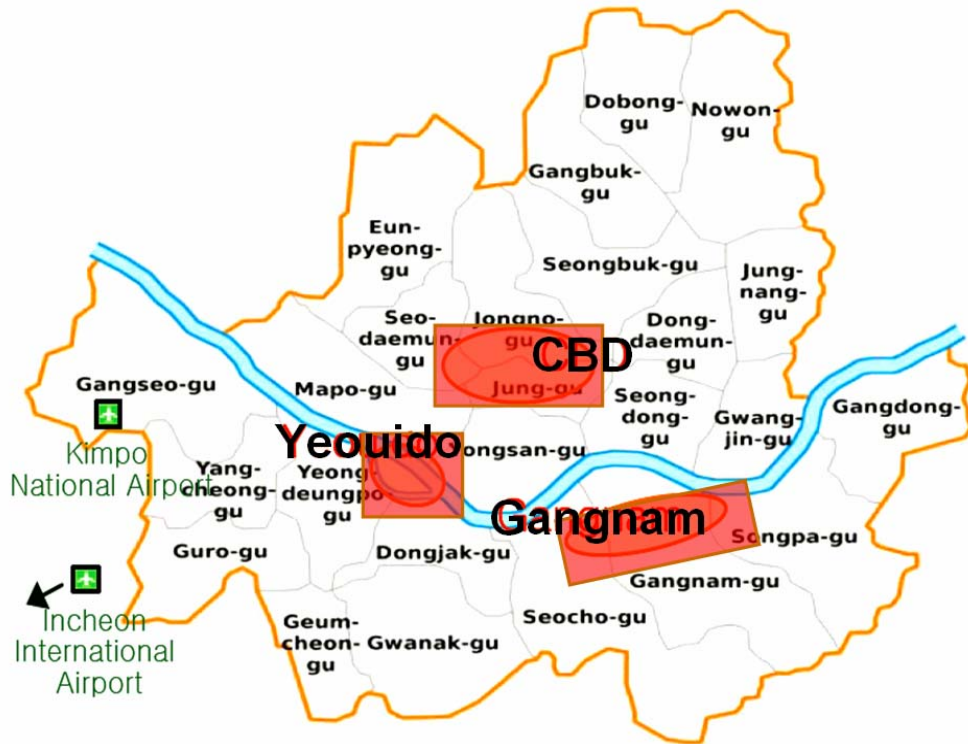 Dobong-
gu
Nowon-
gu
Gangbuk-
gu
Eun-
pyeong-
gu
Seongbuk-gu
Jung-
nang-
gu
Seo-
daemun-
gu
Jongno-
gu
CBD
Dong-
daemun-gu
Gangseo-gu
Mapo-gu
Jung-gu
Seong-
dong-
gu
Gwang-
jin-gu
Gangdong-
gu
Kimpo
National Airport
Yeouido
Yongsan-gu
Yang-
cheong-
gu
Yeong-
deungpo-
gu
Gangnam
Songpa-gu
Guro-gu
Dongjak-gu
Gangnam-gu
Seocho-gu
Geum-
cheon-
gu
Gwanak-gu
Incheon
International
Airport